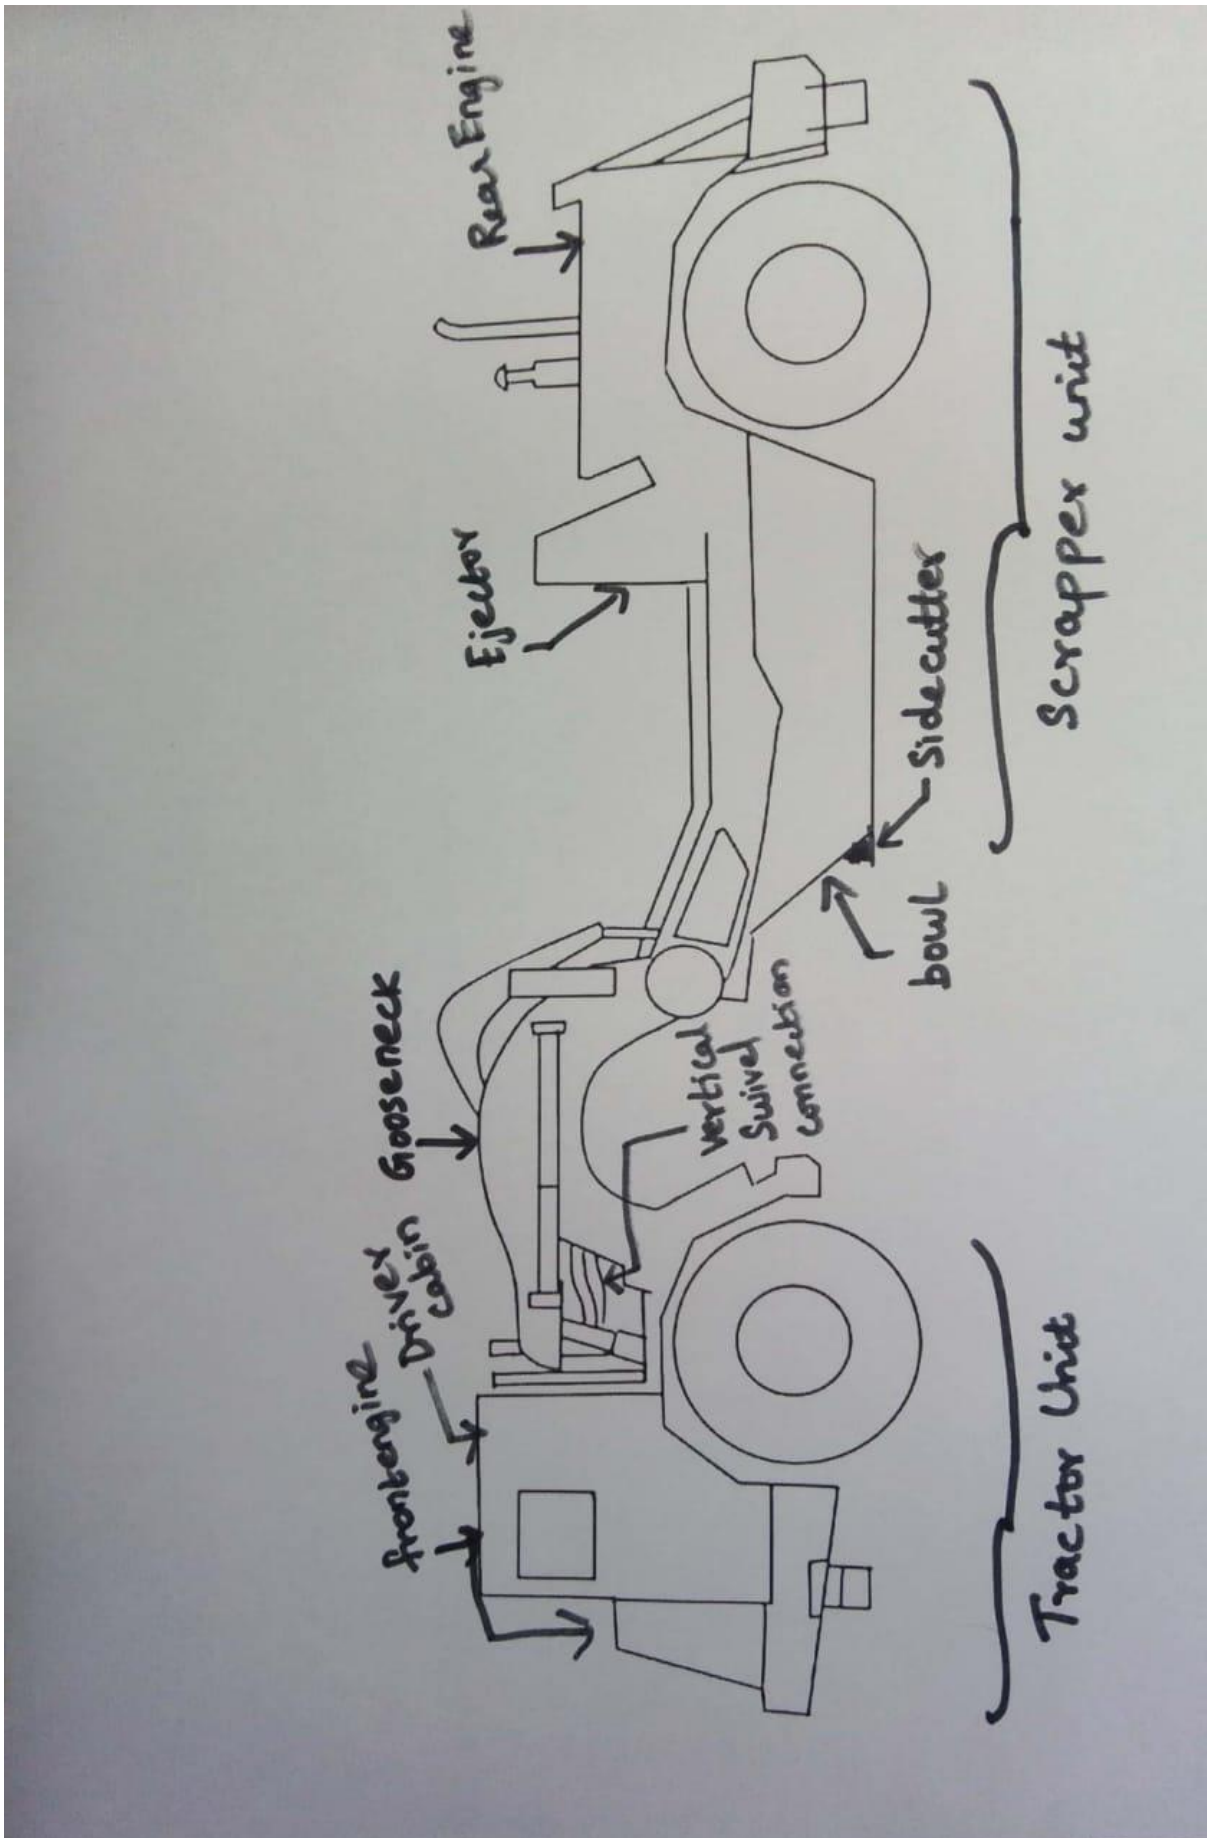 frontengine
Driver
cabin
Gooseneck
Ejector
Rear Engine
vertical
Swivel
connection
bowl
Sidecutter
Tractor Unit
Scrapper unit